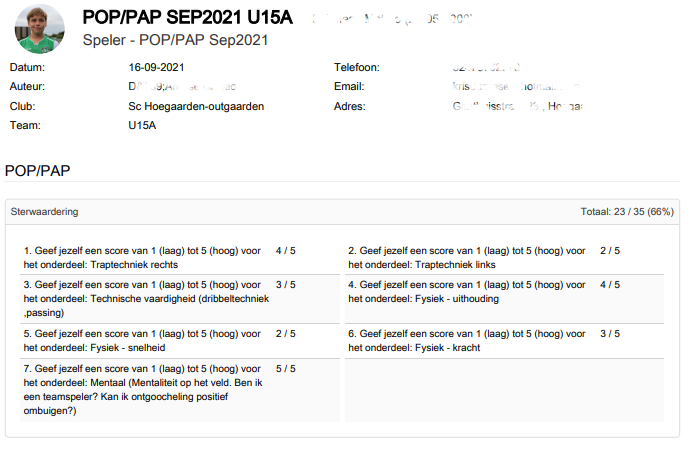 POP/PAP SEP2021 U15A
Speler - POP/PAP Sep2021
Datum: 16-09-2021 Telefoon:
Auteur: Email:
Club: Sc Hoegaarden-outgaarden Adres:
Team: U15A
POP/PAP
Sterwaardering Totaal: 23 / 35 (66%)
1. Geef jezelf een score van 1 (laag) tot 5 (hoog) voor
het onderdeel: Traptechniek rechts
4 / 5
2. Geef jezelf een score van 1 (laag) tot 5 (hoog) voor
het onderdeel: Traptechniek links
2 / 5
3. Geef jezelf een score van 1 (laag) tot 5 (hoog) voor
het onderdeel: Technische vaardigheid (dribbeltechniek
,passing)
3 / 5
4. Geef jezelf een score van 1 (laag) tot 5 (hoog) voor
het onderdeel: Fysiek - uithouding
4 / 5
5. Geef jezelf een score van 1 (laag) tot 5 (hoog) voor
het onderdeel: Fysiek - snelheid
2 / 5
6. Geef jezelf een score van 1 (laag) tot 5 (hoog) voor
het onderdeel: Fysiek - kracht
3 / 5
7. Geef jezelf een score van 1 (laag) tot 5 (hoog) voor
het onderdeel: Mentaal (Mentaliteit op het veld. Ben ik
een teamspeler? Kan ik ontgoocheling positief
ombuigen?)
5 / 5